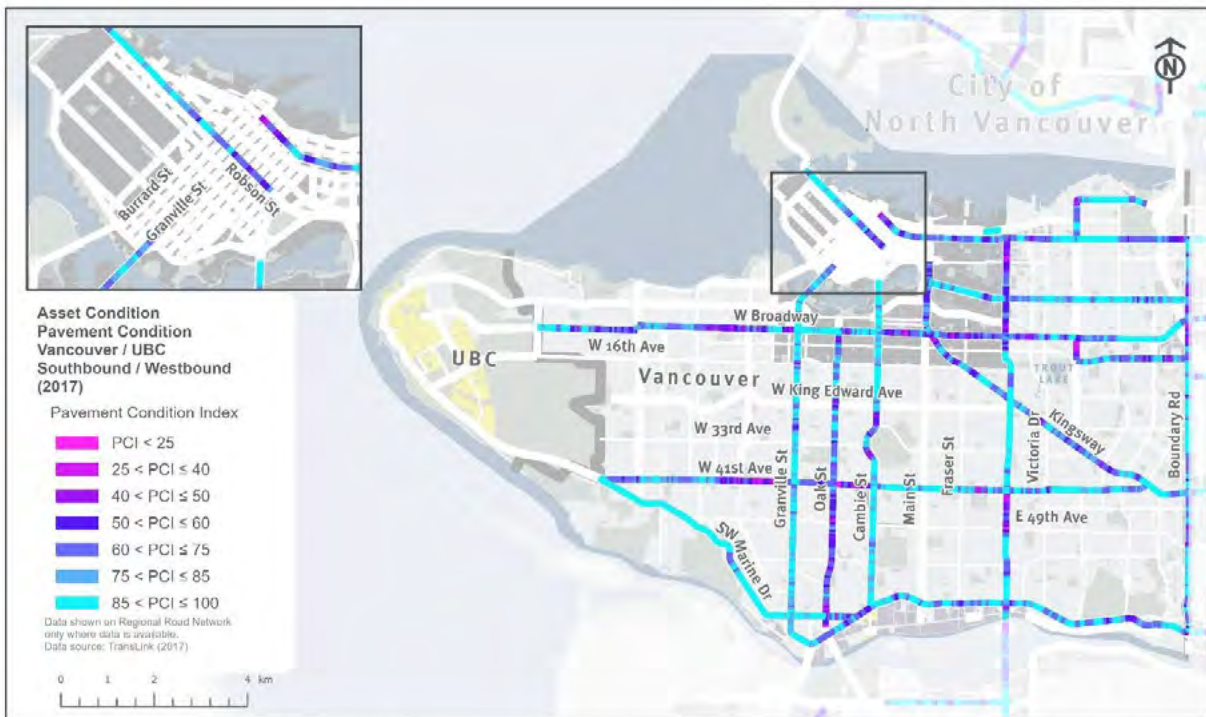 Burrard St
Granville St
Robson St
Asset Condition
Pavement Condition
Vancouver / UBC
Southbound / Westbound
(2017)
Pavement Condition Index
PCI < 25
25 < PCI ≤ 40
40 < PCI ≤ 50
50 < PCI ≤ 60
60 < PCI ≤ 75
75 < PCI ≤ 85
85 < PCI ≤ 100
Data shown on Regional Road Network
only where data is available.
Data source: TransLink (2017)
0 1 2 4 km
N
City of
North Vancouver
W Broadway
W 16th Ave
UBC
Vancouver
TROUT
LAKE
W King Edward Ave
W 33rd Ave
W 41st Ave
Granville St
Oak St
Cambie St
Main St
Fraser St
Victoria Dr
Kingsway
Boundary Rd
E 49th Ave
SW Marine Dr